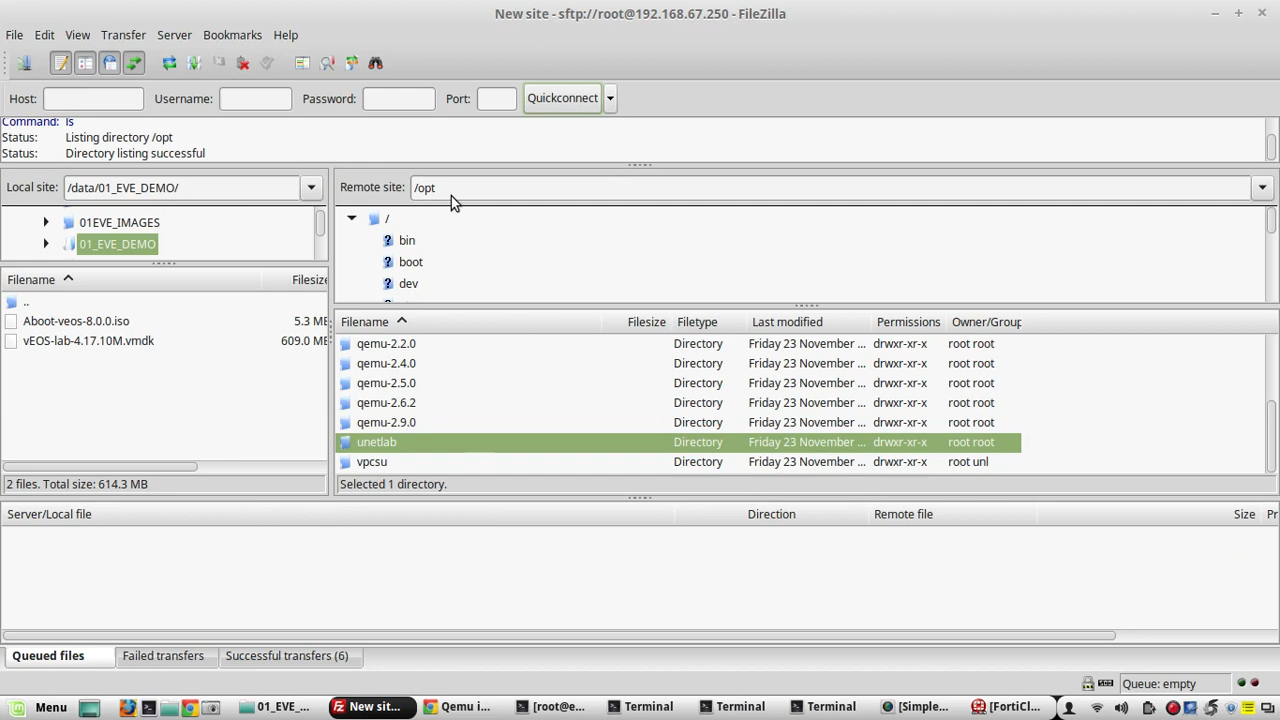 New site - sftp://root@192.168.67.250 - FileZilla
File Edit View Transfer Server Bookmarks Help
Host: Username: Password: Port: Quickconnect
Command: ls
Status: Listing directory /opt
Status: Directory listing successful
Local site: /data/01_EVE_DEMO/
01EVE_IMAGES
01_EVE_DEMO
Filename Filesize
..
Aboot-veos-8.0.0.iso 5.3 MB
vEOS-lab-4.17.10M.vmdk 609.0 MB
2 files. Total size: 614.3 MB
Remote site: /opt
/
bin
boot
dev
Filename Filesize Filetype Last modified Permissions Owner/Group
qemu-2.2.0 Directory Friday 23 November ... drwxr-xr-x root root
qemu-2.4.0 Directory Friday 23 November ... drwxr-xr-x root root
qemu-2.5.0 Directory Friday 23 November ... drwxr-xr-x root root
qemu-2.6.2 Directory Friday 23 November ... drwxr-xr-x root root
qemu-2.9.0 Directory Friday 23 November ... drwxr-xr-x root root
unetlab Directory Friday 23 November ... drwxr-xr-x root root
vpcsu Directory Friday 23 November ... drwxr-xr-x root unl
Selected 1 directory.
Server/Local file Direction Remote file Size Pr
Queued files Failed transfers Successful transfers (6)
Queue: empty
Menu 01_EVE_... New sit... Qemu i... [root@e... Terminal Terminal Terminal [Simple... [FortiCl...